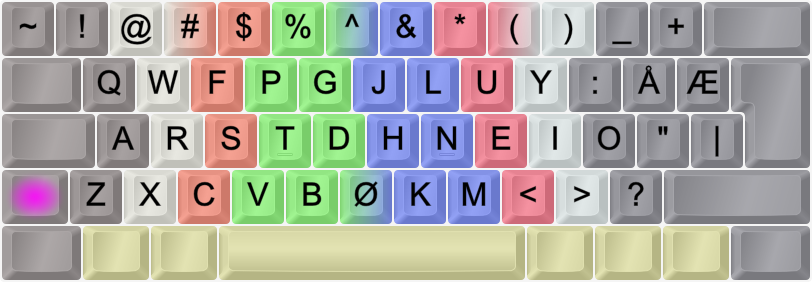 ~ ! @ # $ % ^ & * ( ) _ +
Q W F P G J L U Y : Å Æ
A R S T D H N E I O " |
Z X C V B Ø K M < > ?